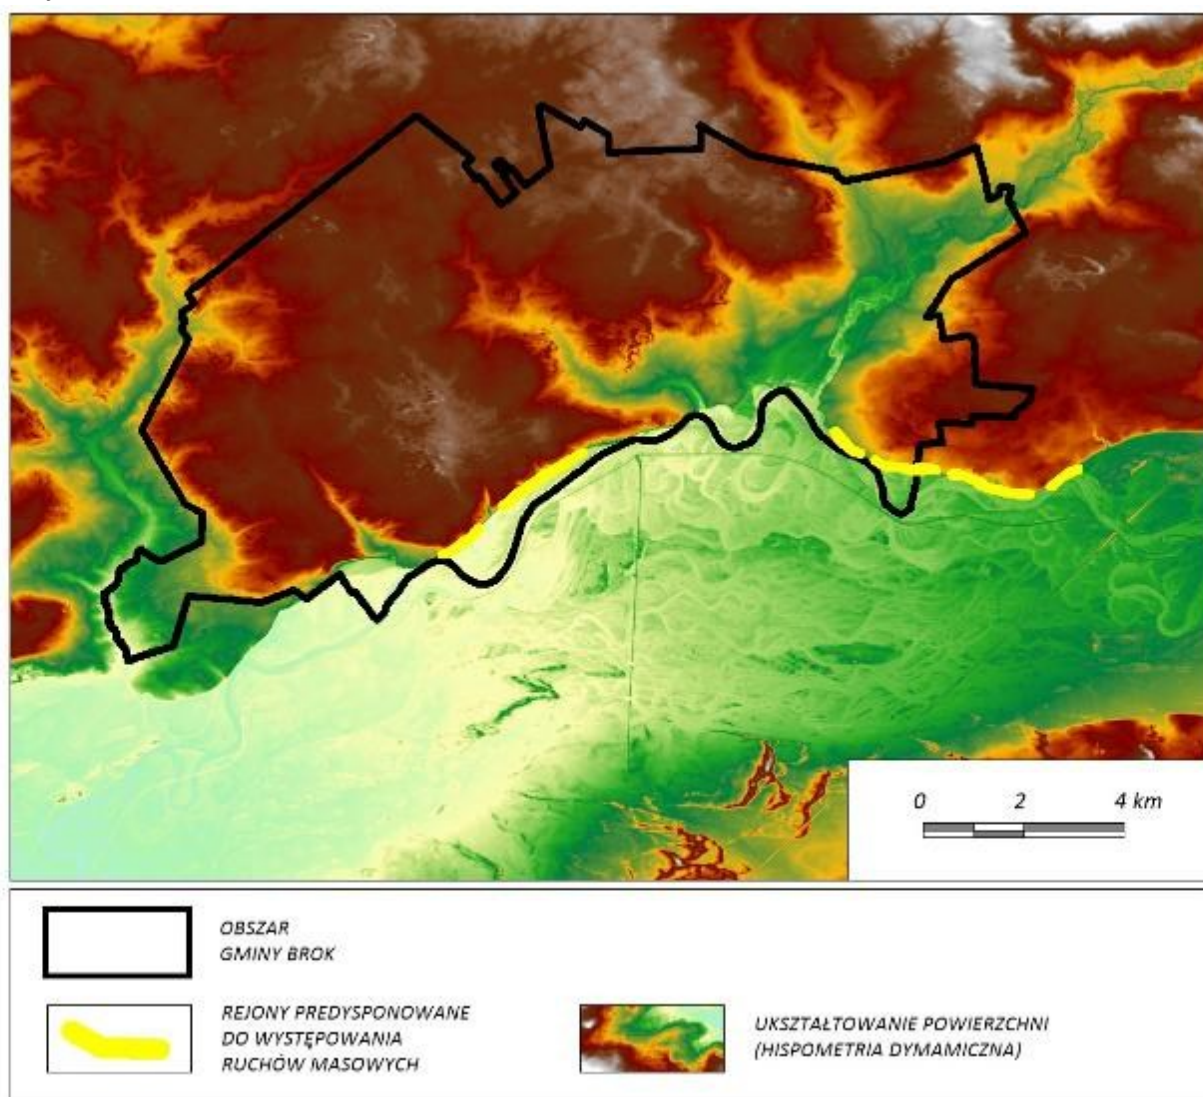 0 2 4 km
OBSZAR
GMINY BROK
REJONY PREDYSPONOWANE
DO WYSTĘPOWANIA
RUCHÓW MASOWYCH
UKSZTAŁTOWANIE POWIERZCHNI
(HISPOMETRIA DYMAMICZNA)